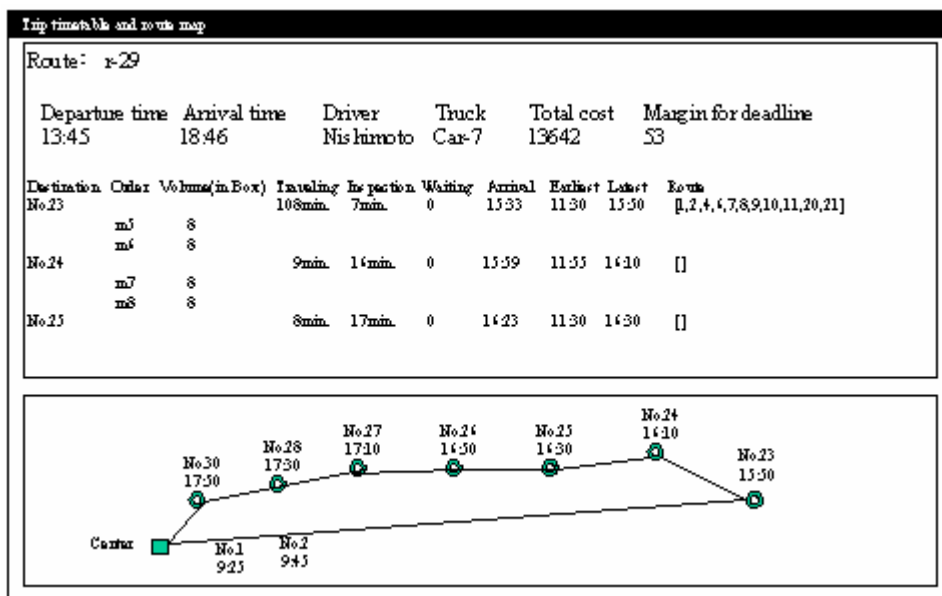 Trip timetable and route map
Route: r-29
Departure time Arrival time Driver Truck Total cost Margin for deadline
13:45 18:46 Nishimoto Car-7 13642 53
Destination Order Volume(in Box) Traveling Inspection Waiting Arrival Earliest Latest Route
No.23 108min. 7min. 0 15:33 11:30 15:50 [1,2,4,6,7,8,9,10,11,20,21]
m5 8
m6 8
No.24 9min. 16min. 0 15:59 11:55 16:10 []
m7 8
m8 8
No.25 8min. 17min. 0 16:23 11:30 16:30 []
No.24
16:10
No.27
17:10
No.26
16:50
No.25
16:30
No.28
17:30
No.23
15:50
No.30
17:50
Center
No.1
9:25
No.2
9:45